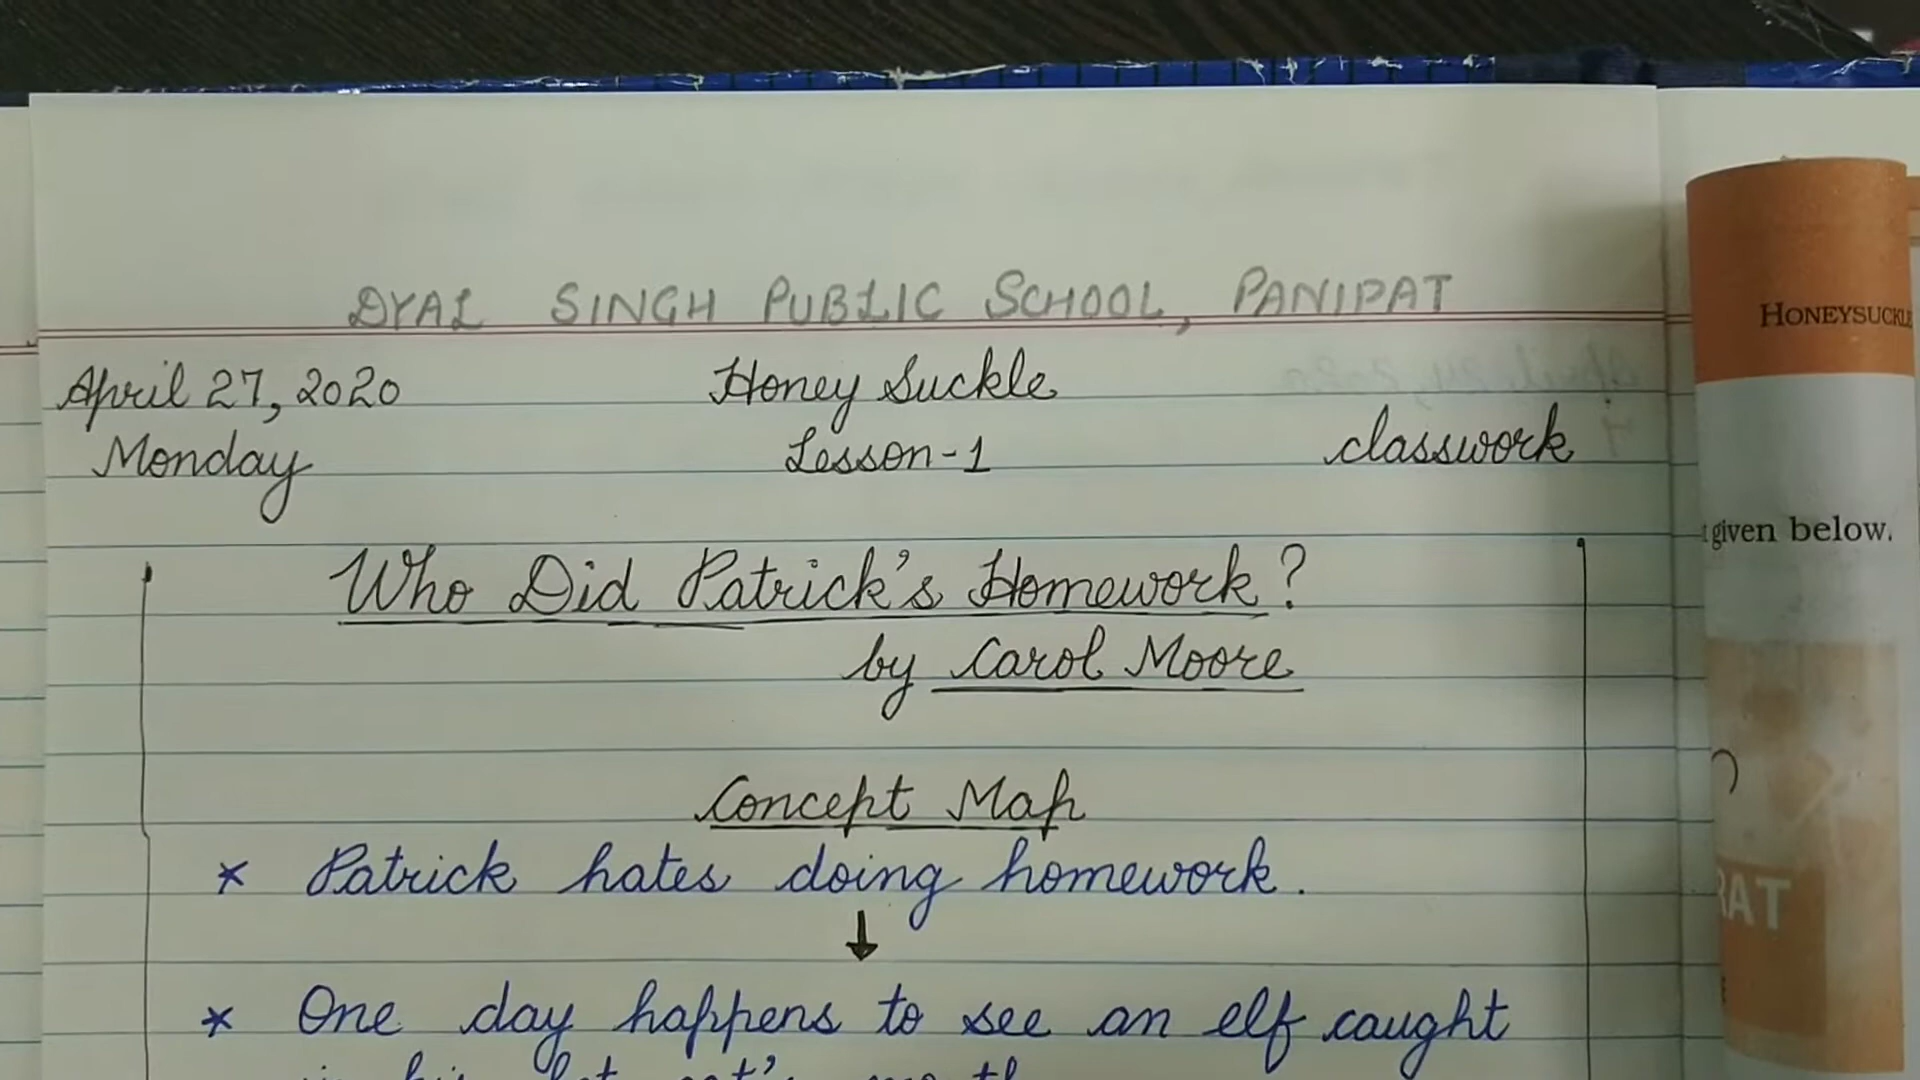 DYAL SINGH PUBLIC SCHOOL, PANIPAT
April 27, 2020
Honey Suckle
Monday
Lesson-1
classwork
Who Did Patrick's Homework?
by Carol Moore
Concept Map
* Patrick hates doing homework.
↓
* One day happens to see an elf caught
HONEYSUCKLE
given below.
RAT